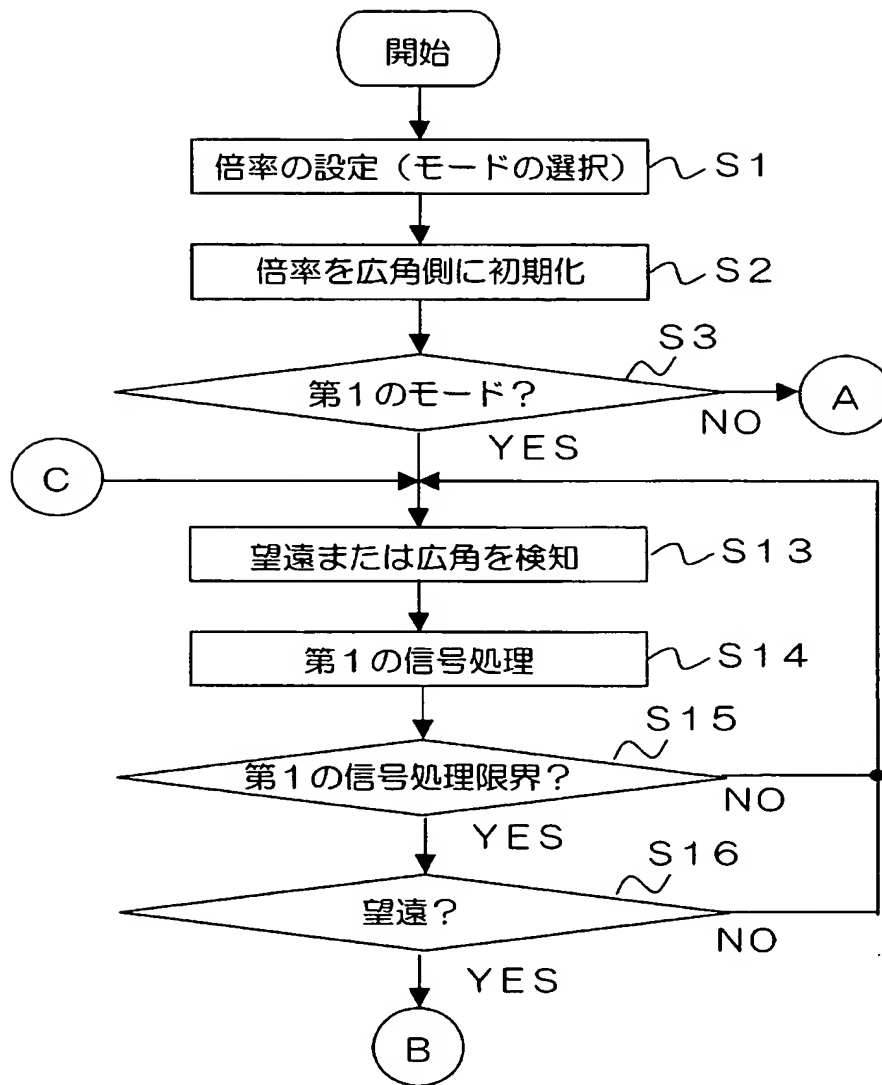 開始
倍率の設定（モードの選択）
S1
倍率を広角側に初期化
S2
S3
第1のモード？
A
NO
YES
C
望遠または広角を検知
S13
第1の信号処理
S14
S15
第1の信号処理限界？
NO
YES
S16
望遠？
NO
YES
B